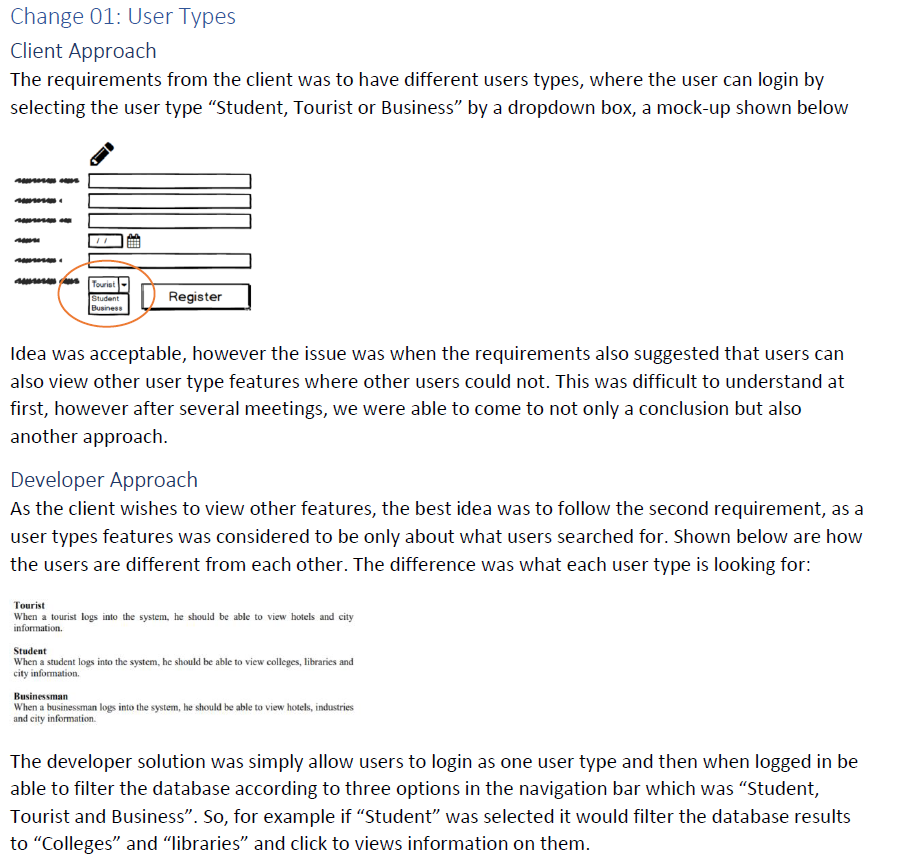 Change 01: User Types
Client Approach
The requirements from the client was to have different users types, where the user can login by
selecting the user type “Student, Tourist or Business” by a dropdown box, a mock-up shown below
/ /
Tourist
Student
Business
Register
Idea was acceptable, however the issue was when the requirements also suggested that users can
also view other user type features where other users could not. This was difficult to understand at
first, however after several meetings, we were able to come to not only a conclusion but also
another approach.
Developer Approach
As the client wishes to view other features, the best idea was to follow the second requirement, as a
user types features was considered to be only about what users searched for. Shown below are how
the users are different from each other. The difference was what each user type is looking for:
Tourist
When a tourist logs into the system, he should be able to view hotels and city
information.
Student
When a student logs into the system, he should be able to view colleges, libraries and
city information.
Businessman
When a businessman logs into the system, he should be able to view hotels, industries
and city information.
The developer solution was simply allow users to login as one user type and then when logged in be
able to filter the database according to three options in the navigation bar which was “Student,
Tourist and Business”. So, for example if “Student” was selected it would filter the database results
to “Colleges” and “libraries” and click to views information on them.